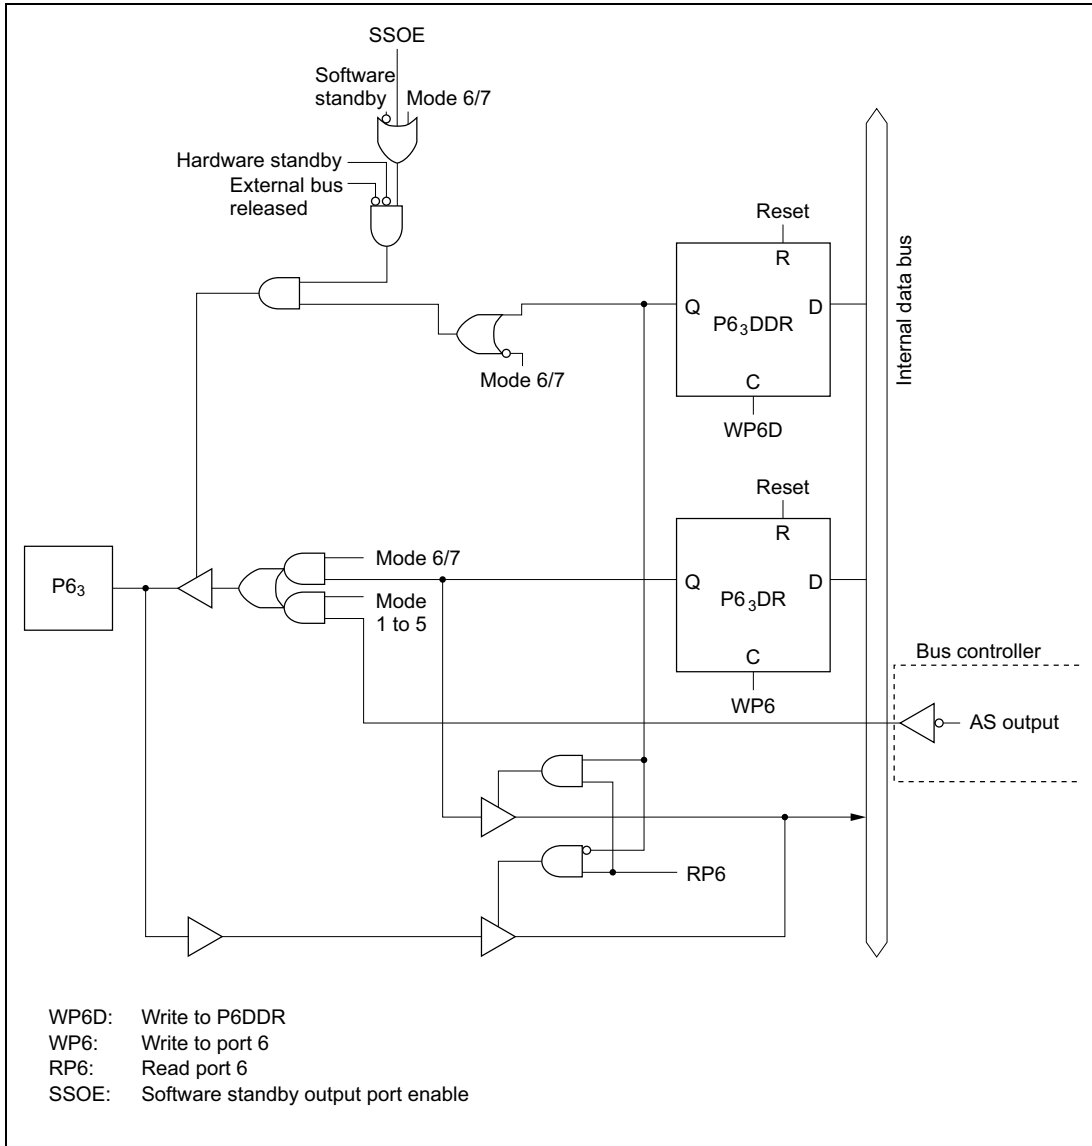 SSOE
Software
standby
Mode 6/7
Hardware standby
External bus
released
Reset
R
Q
P6₃DDR
D
C
WP6D
Mode 6/7
Internal data bus
Reset
R
Q
P6₃DR
D
C
WP6
P6₃
Mode 6/7
Mode
1 to 5
Bus controller
AS output
RP6
WP6D: Write to P6DDR
WP6: Write to port 6
RP6: Read port 6
SSOE: Software standby output port enable